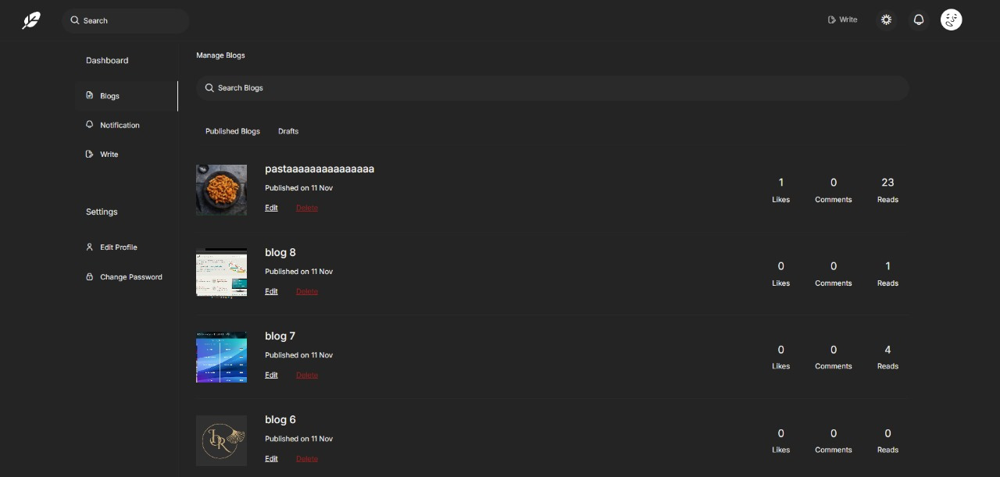 Search
Write
Dashboard
Blogs
Notification
Write
Settings
Edit Profile
Change Password
Manage Blogs
Search Blogs
Published Blogs Drafts
pastaaaaaaaaaaaaaaa
Published on 11 Nov
Edit Delete
1 0 23
Likes Comments Reads
blog 8
Published on 11 Nov
Edit Delete
0 0 1
Likes Comments Reads
blog 7
Published on 11 Nov
Edit Delete
0 0 4
Likes Comments Reads
blog 6
Published on 11 Nov
Edit Delete
0 0 0
Likes Comments Reads